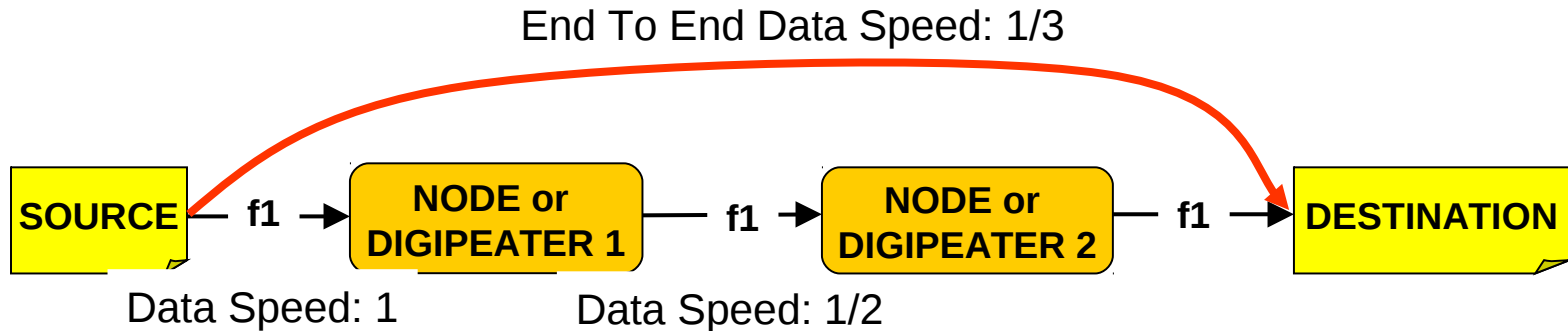 End To End Data Speed: 1/3
SOURCE
f1
NODE or
DIGIPEATER 1
f1
NODE or
DIGIPEATER 2
f1
DESTINATION
Data Speed: 1
Data Speed: 1/2